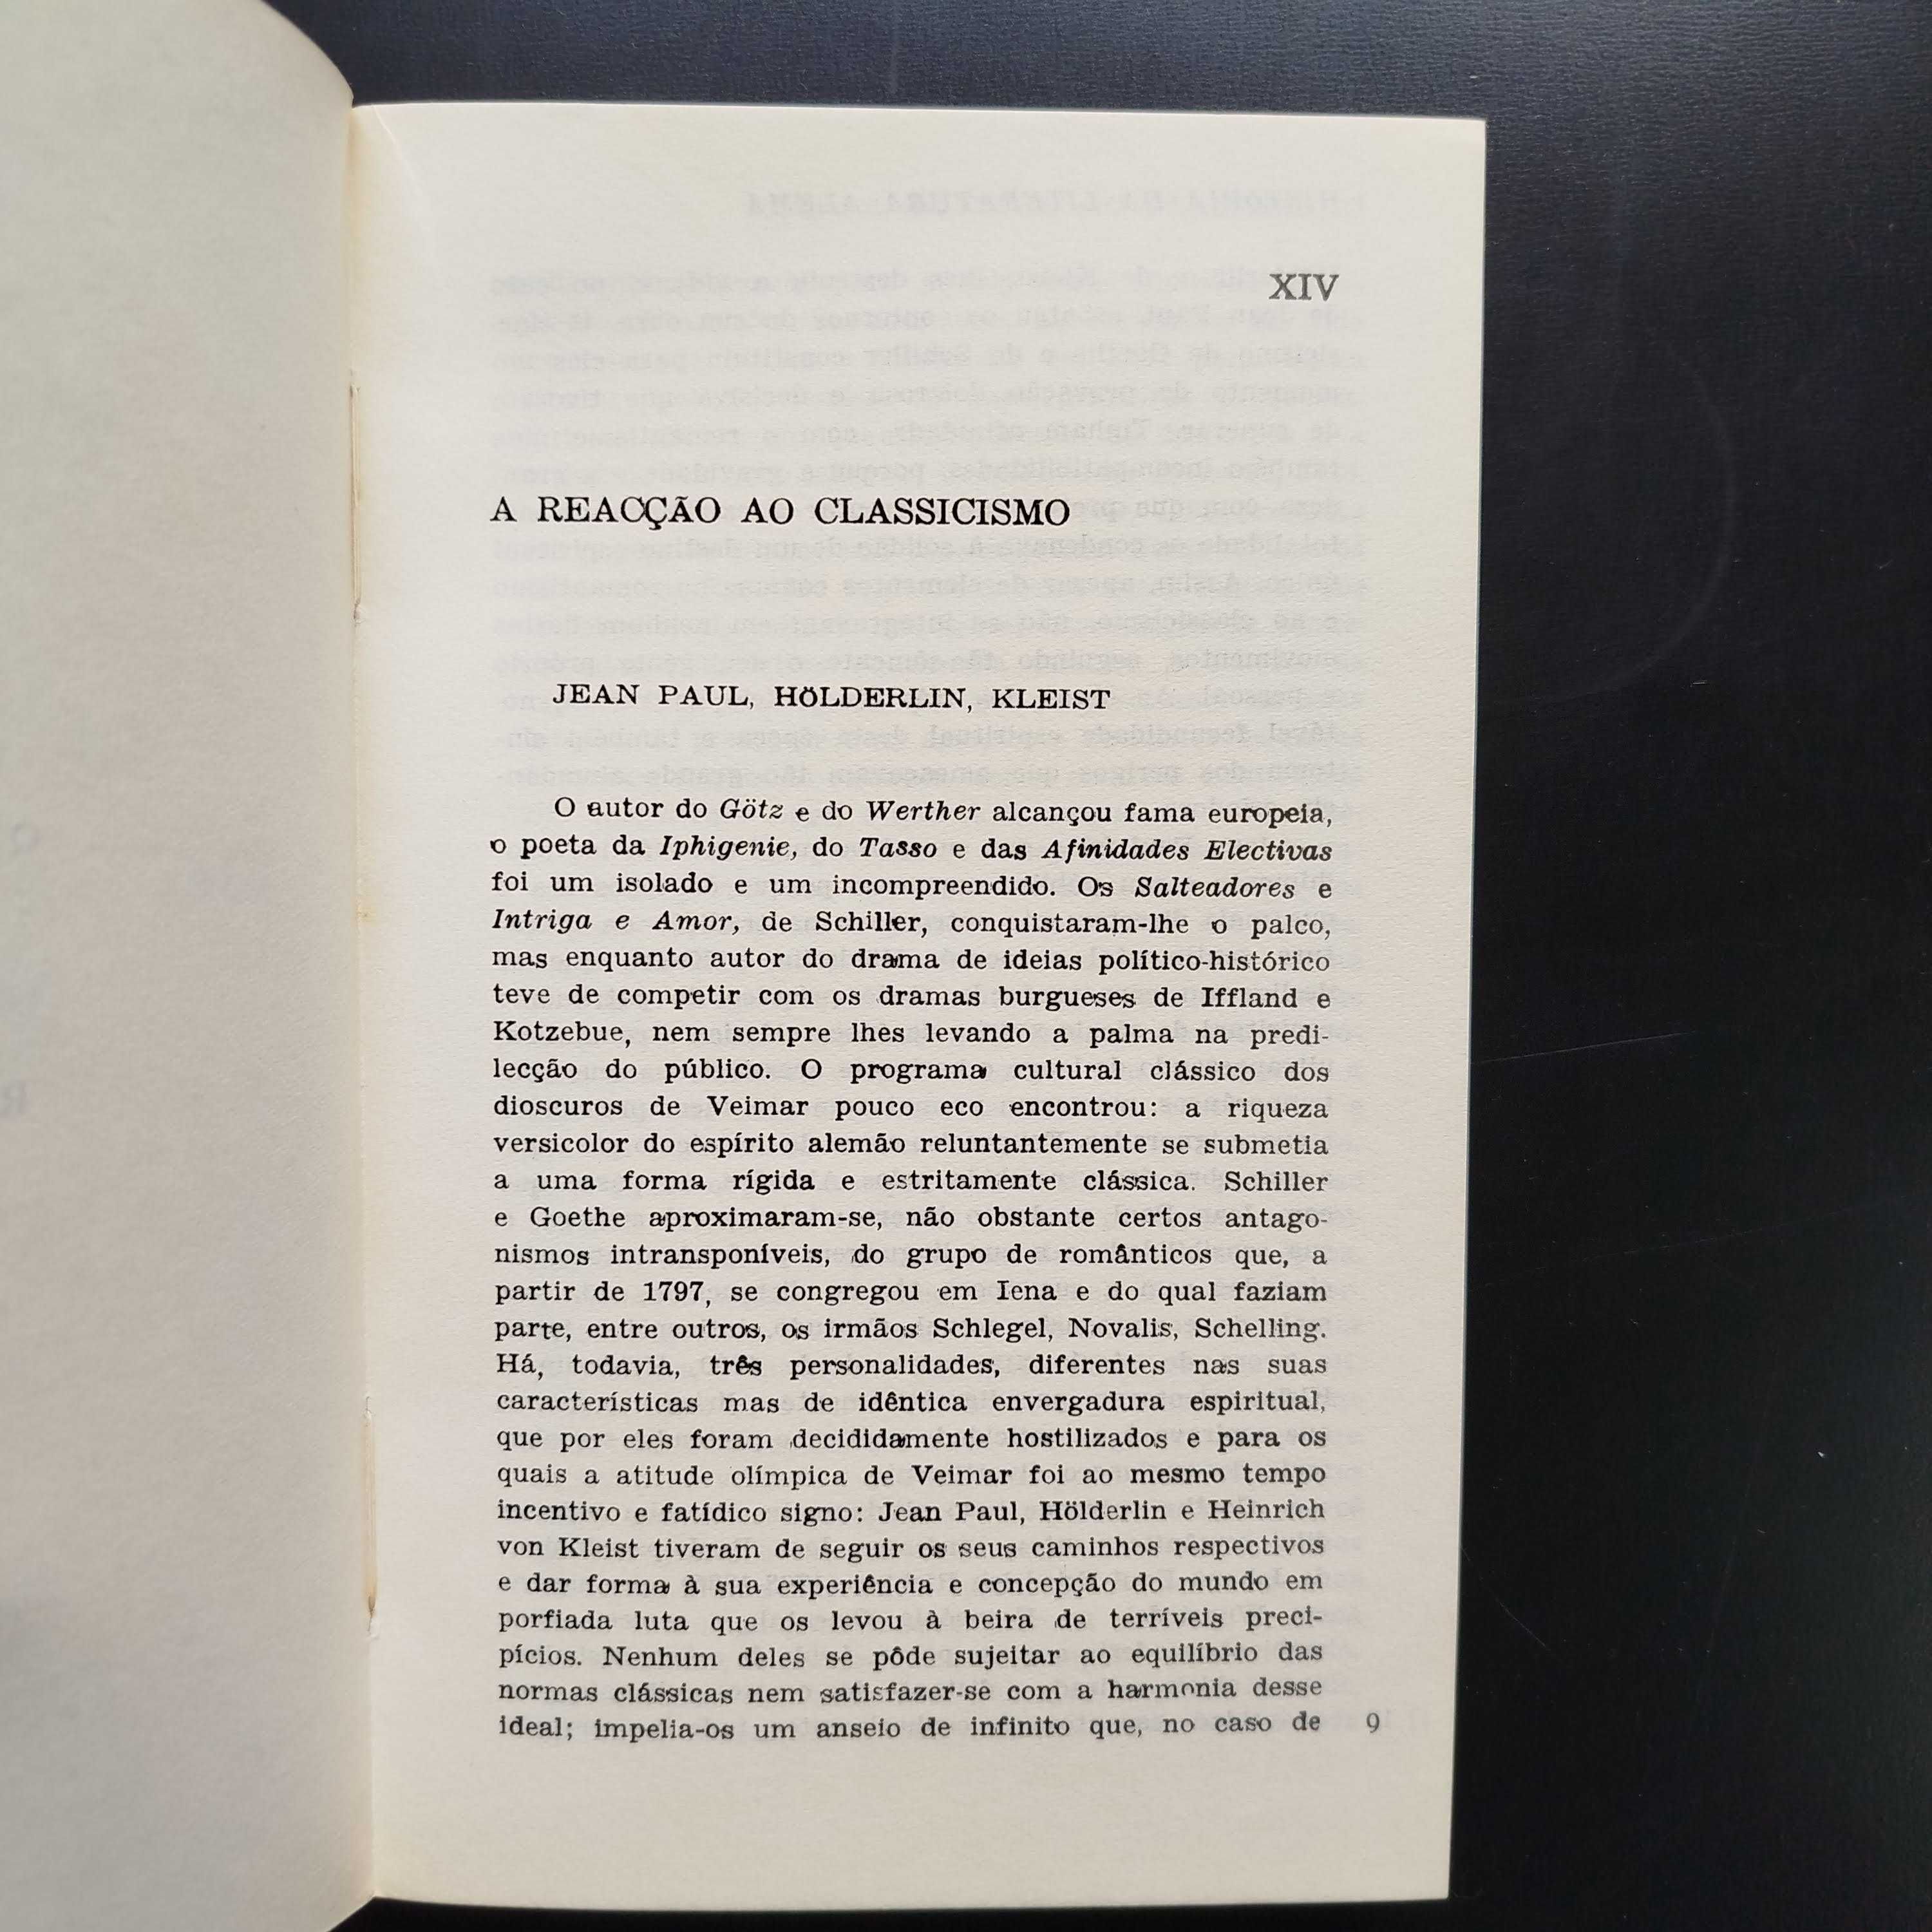 XIV
A REACÇÃO AO CLASSICISMO
JEAN PAUL, HÖLDERLIN, KLEIST
O autor do Götz e do Werther alcançou fama europeia,
o poeta da Iphigenie, do Tasso e das Afinidades Electivas
foi um isolado e um incompreendido. Os Salteadores e
Intriga e Amor, de Schiller, conquistaram-lhe o palco,
mas enquanto autor do drama de ideias político-histórico
teve de competir com os dramas burgueses de Iffland e
Kotzebue, nem sempre lhes levando a palma na predi-
lecção do público. O programa cultural clássico dos
dioscuros de Veimar pouco eco encontrou: a riqueza
versicolor do espírito alemão reluntantemente se submetia
a uma forma rígida e estritamente clássica. Schiller
e Goethe aproximaram-se, não obstante certos antago-
nismos intransponíveis, do grupo de românticos que, a
partir de 1797, se congregou em Iena e do qual faziam
parte, entre outros, os irmãos Schlegel, Novalis, Schelling.
Há, todavia, três personalidades, diferentes nas suas
características mas de idêntica envergadura espiritual,
que por eles foram decididamente hostilizados e para os
quais a atitude olímpica de Veimar foi ao mesmo tempo
incentivo e fatídico signo: Jean Paul, Hölderlin e Heinrich
von Kleist tiveram de seguir os seus caminhos respectivos
e dar forma à sua experiência e concepção do mundo em
porfiada luta que os levou à beira de terríveis preci-
pícios. Nenhum deles se pôde sujeitar ao equilíbrio das
normas clássicas nem satisfazer-se com a harmonia desse
ideal; impelia-os um anseio de infinito que, no caso de
9